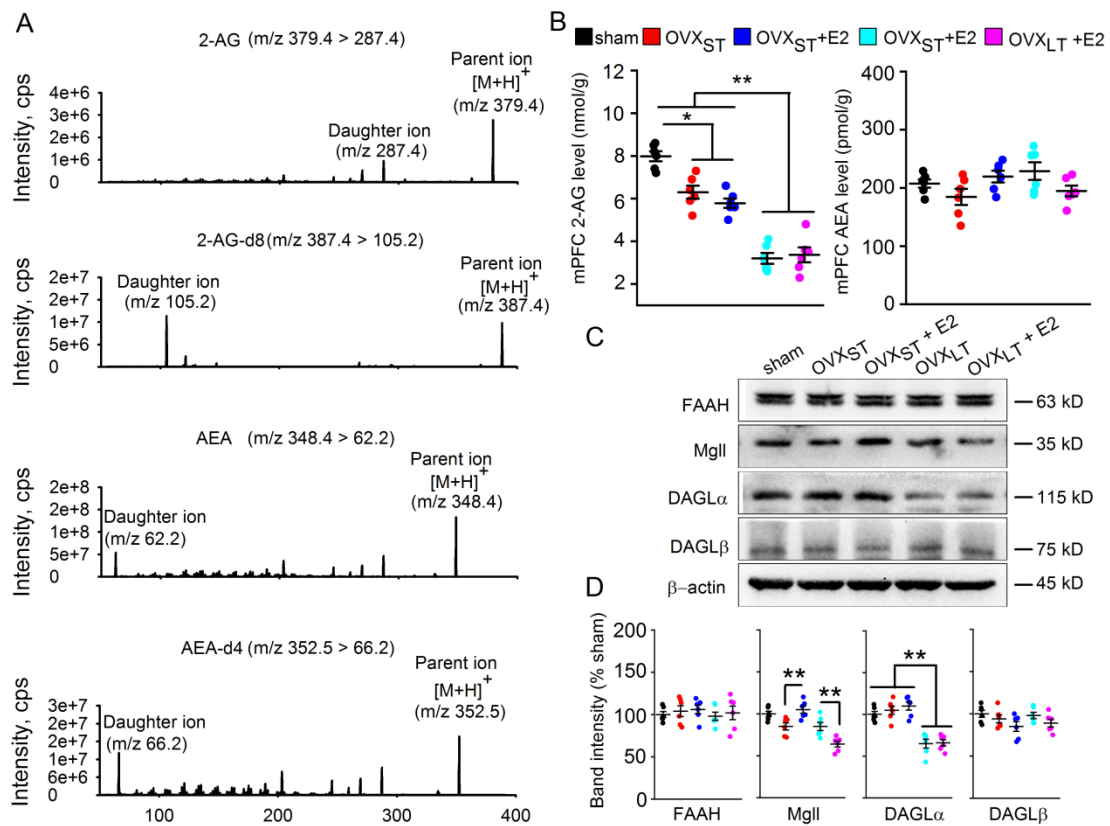 A
2-AG
(m/z 379.4 > 287.4)
Parent ion
[M+H]+
(m/z 379.4)
Daughter ion
(m/z 287.4)
Intensity, cps
4e+6
3e+6
2e+6
1e+6
0
2-AG-d8 (m/z 387.4 > 105.2)
Daughter ion
(m/z 105.2)
Parent ion
[M+H]+
(m/z 387.4)
Intensity, cps
2e+7
2e+7
1e+7
5e+6
0
AEA (m/z 348.4 > 62.2)
Parent ion
[M+H]+
(m/z 348.4)
Daughter ion
(m/z 62.2)
Intensity, cps
2e+8
2e+8
1e+8
5e+7
0
AEA-d4 (m/z 352.5 > 66.2)
Parent ion
[M+H]+
(m/z 352.5)
Daughter ion
(m/z 66.2)
Intensity, cps
3e+7
2e+7
2e+7
1e+7
6e+6
0
100 200 300 400
B
sham OVXST OVXST+E2 OVXST+E2 OVXLT +E2
mPFC 2-AG level (nmol/g)
12
10
8
6
4
2
**
*
mPFC AEA level (pmol/g)
400
300
200
100
0
C
sham OVXST OVXST + E2 OVXLT OVXLT + E2
FAAH 63 kD
Mgll 35 kD
DAGLα 115 kD
DAGLβ 75 kD
β-actin 45 kD
D
Band intensity (% sham)
200
150
100
50
0
** ** **
FAAH Mgll DAGLα DAGLβ